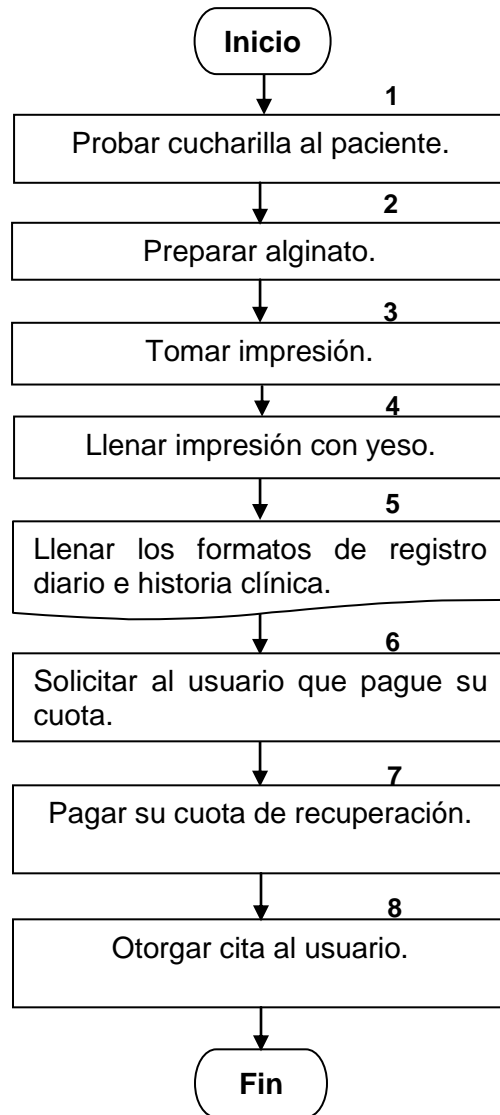 Inicio
1
Probar cucharilla al paciente.
2
Preparar alginato.
3
Tomar impresión.
4
Llenar impresión con yeso.
5
Llenar los formatos de registro
diario e historia clínica.
6
Solicitar al usuario que pague su
cuota.
7
Pagar su cuota de recuperación.
8
Otorgar cita al usuario.
Fin